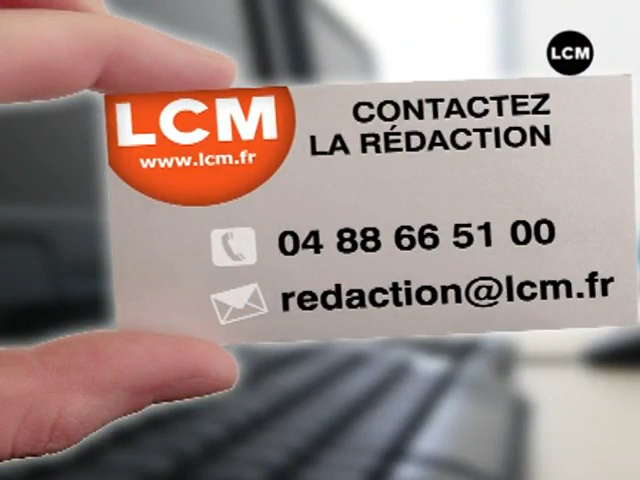 LCM
LCM
www.lcm.fr
CONTACTEZ
LA RÉDACTION
04 88 66 51 00
redaction@lcm.fr